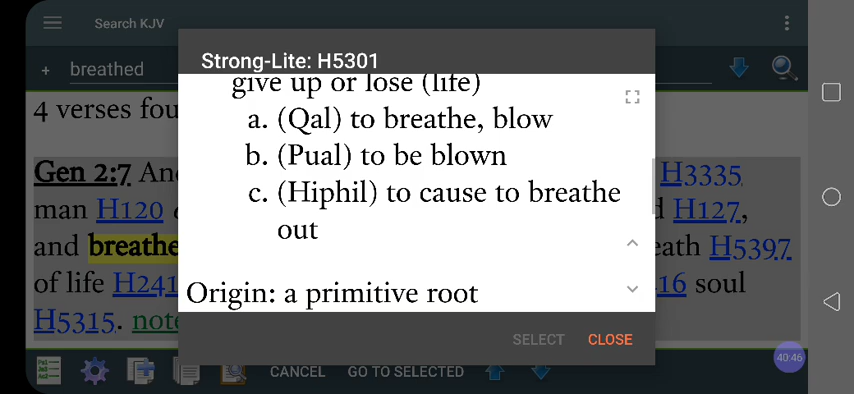 Search KJV
Strong-Lite: H5301
+ breathed
give up or lose (life)
4 verses fou
a. (Qal) to breathe, blow
b. (Pual) to be blown
Gen 2:7 An H3335
c. (Hiphil) to cause to breathe
man H120 H127,
out
and breathe eath H5397
of life H241 16 soul
Origin: a primitive root
H5315. note
SELECT CLOSE
CANCEL GO TO SELECTED
40:46